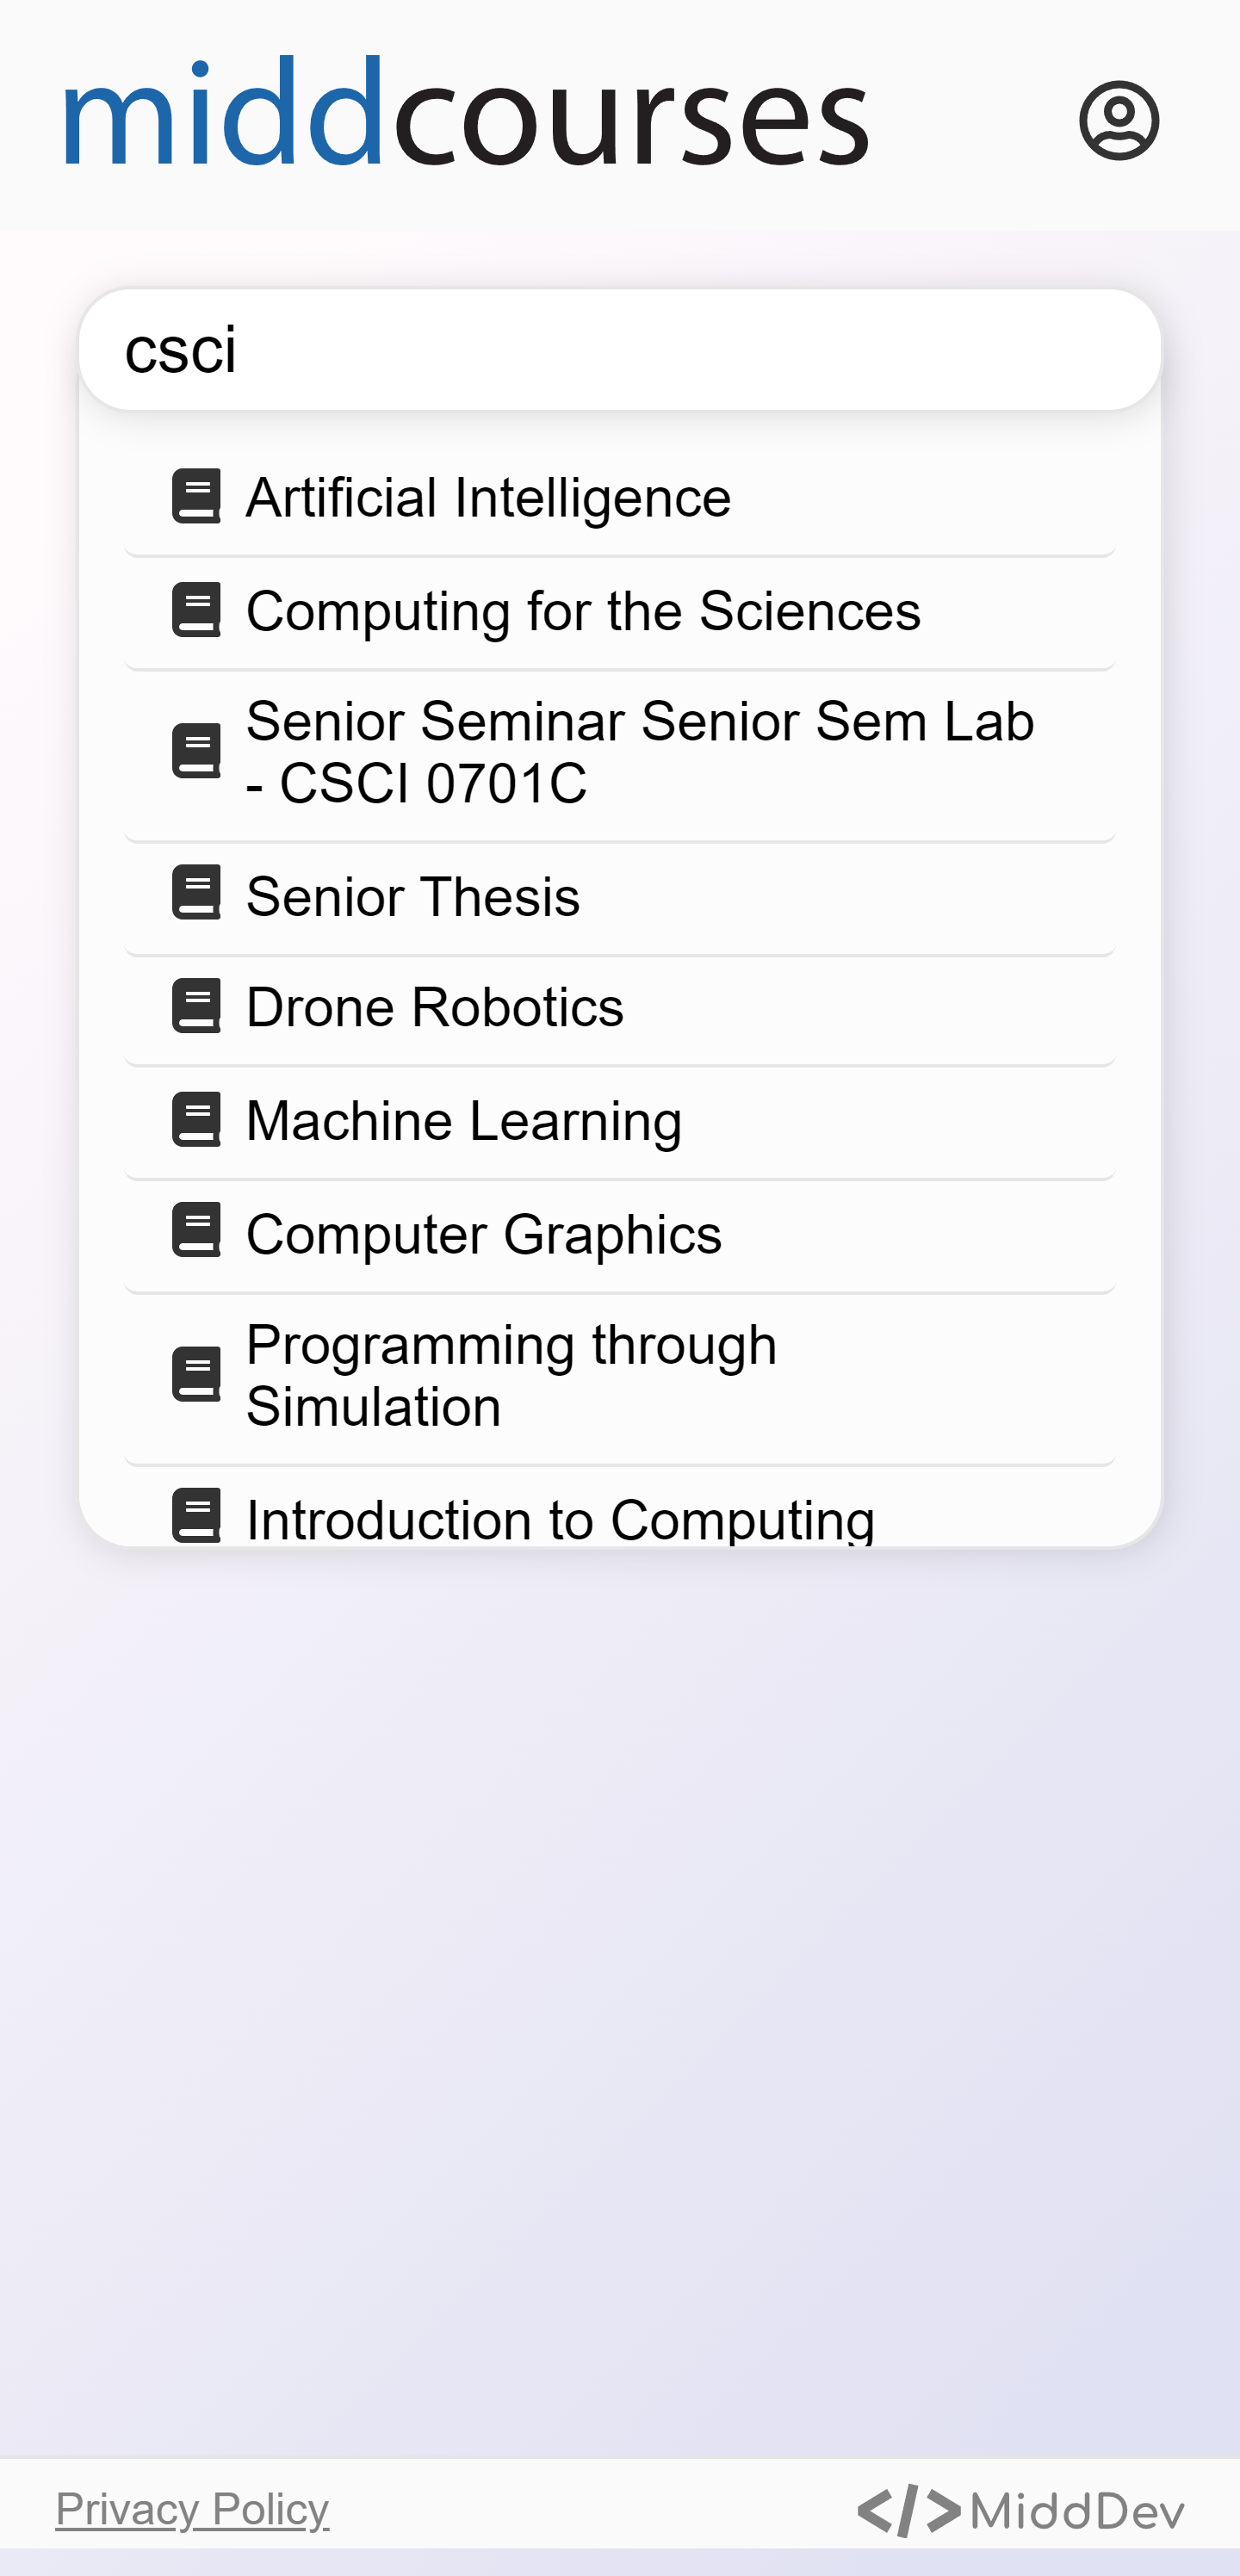 middcourses
csci
Artificial Intelligence
Computing for the Sciences
Senior Seminar Senior Sem Lab
- CSCI 0701C
Senior Thesis
Drone Robotics
Machine Learning
Computer Graphics
Programming through
Simulation
Introduction to Computing
Privacy Policy
</>MiddDev